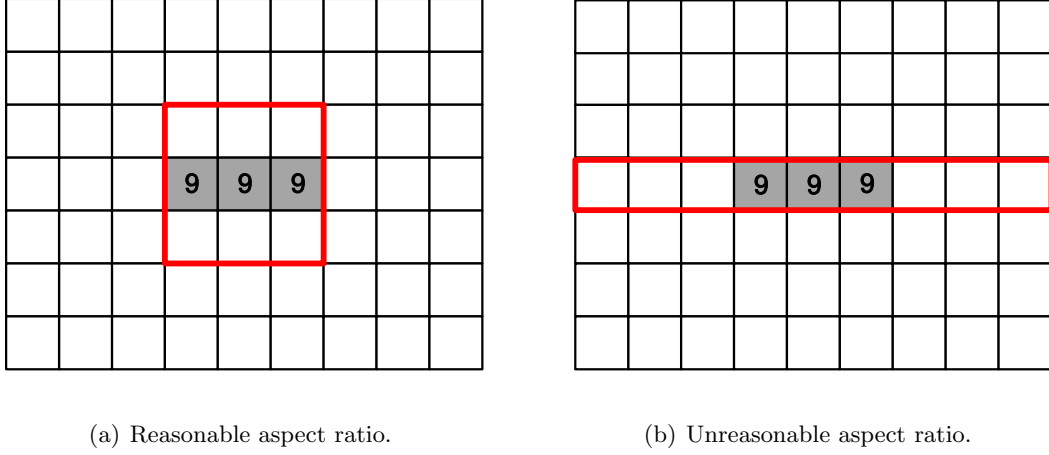 9 9 9
9 9 9
(a) Reasonable aspect ratio.
(b) Unreasonable aspect ratio.